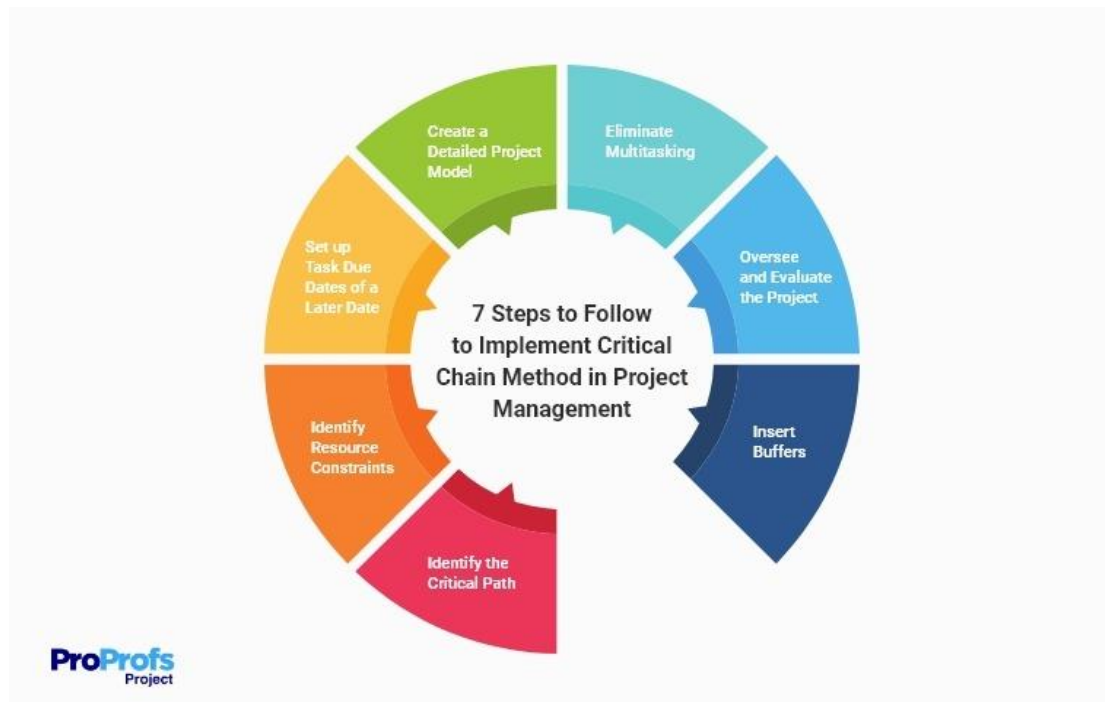 Create a
Detailed Project
Model
Eliminate
Multitasking
Set up
Task Due
Dates of a
Later Date
Oversee
and Evaluate
the Project
7 Steps to Follow
to Implement Critical
Chain Method in Project
Management
Identify
Resource
Constraints
Insert
Buffers
Identify the
Critical Path
ProProfs
Project